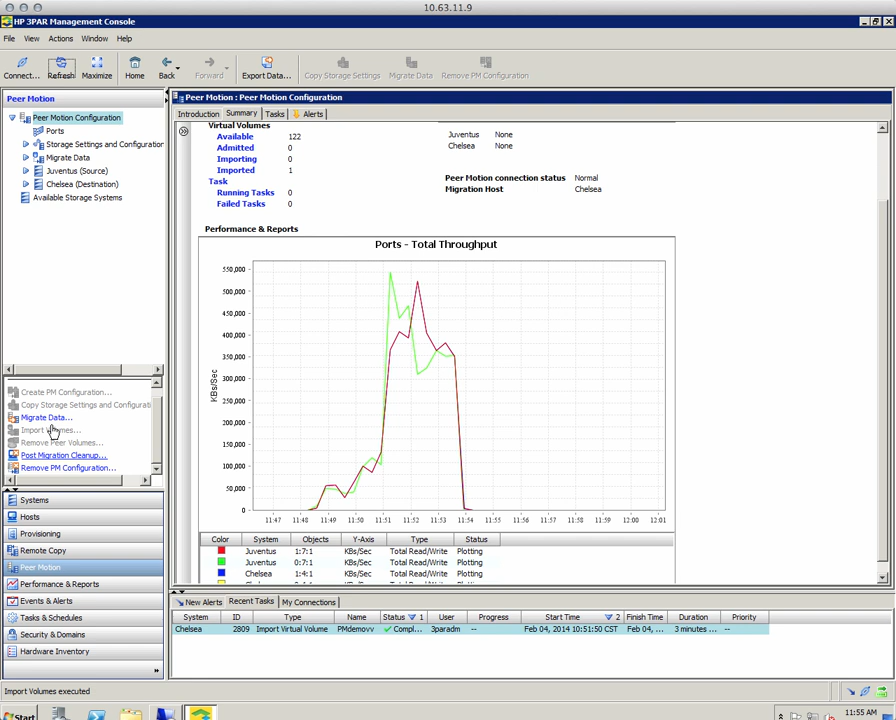 10.63.11.9
HP 3PAR Management Console
File View Actions Window Help
Connect... Refresh Maximize Home Back Forward Export Data... Copy Storage Settings Migrate Data Remove PM Configuration
Peer Motion
Peer Motion Configuration
Ports
Storage Settings and Configuration
Migrate Data
Juventus (Source)
Chelsea (Destination)
Available Storage Systems
Create PM Configuration...
Copy Storage Settings and Configurati
Migrate Data...
Import Volumes...
Remove Peer Volumes...
Post Migration Cleanup...
Remove PM Configuration...
Systems
Hosts
Provisioning
Remote Copy
Peer Motion
Performance & Reports
Events & Alerts
Tasks & Schedules
Security & Domains
Hardware Inventory
Peer Motion : Peer Motion Configuration
Introduction Summary Tasks Alerts
Virtual Volumes
Available 122
Admitted 0
Importing 0
Imported 1
Task
Running Tasks 0
Failed Tasks 0
Juventus None
Chelsea None
Peer Motion connection status Normal
Migration Host Chelsea
Performance & Reports
Ports - Total Throughput
KBs/Sec
550,000
500,000
450,000
400,000
350,000
300,000
250,000
200,000
150,000
100,000
50,000
0
11:47 11:48 11:49 11:50 11:51 11:52 11:53 11:54 11:55 11:56 11:57 11:58 11:59 12:00 12:01
Color System Objects Y-Axis Type Status
Juventus 1:7:1 KBs/Sec Total Read/Write Plotting
Juventus 0:7:1 KBs/Sec Total Read/Write Plotting
Chelsea 1:4:1 KBs/Sec Total Read/Write Plotting
New Alerts Recent Tasks My Connections
System ID Type Name Status 1 User Progress Start Time 2 Finish Time Duration Priority
Chelsea 2809 Import Virtual Volume PMdemovv Compl... 3paradm -- Feb 04, 2014 10:51:50 CST Feb 04, ... 3 minutes ... --
Import Volumes executed
Start 11:55 AM